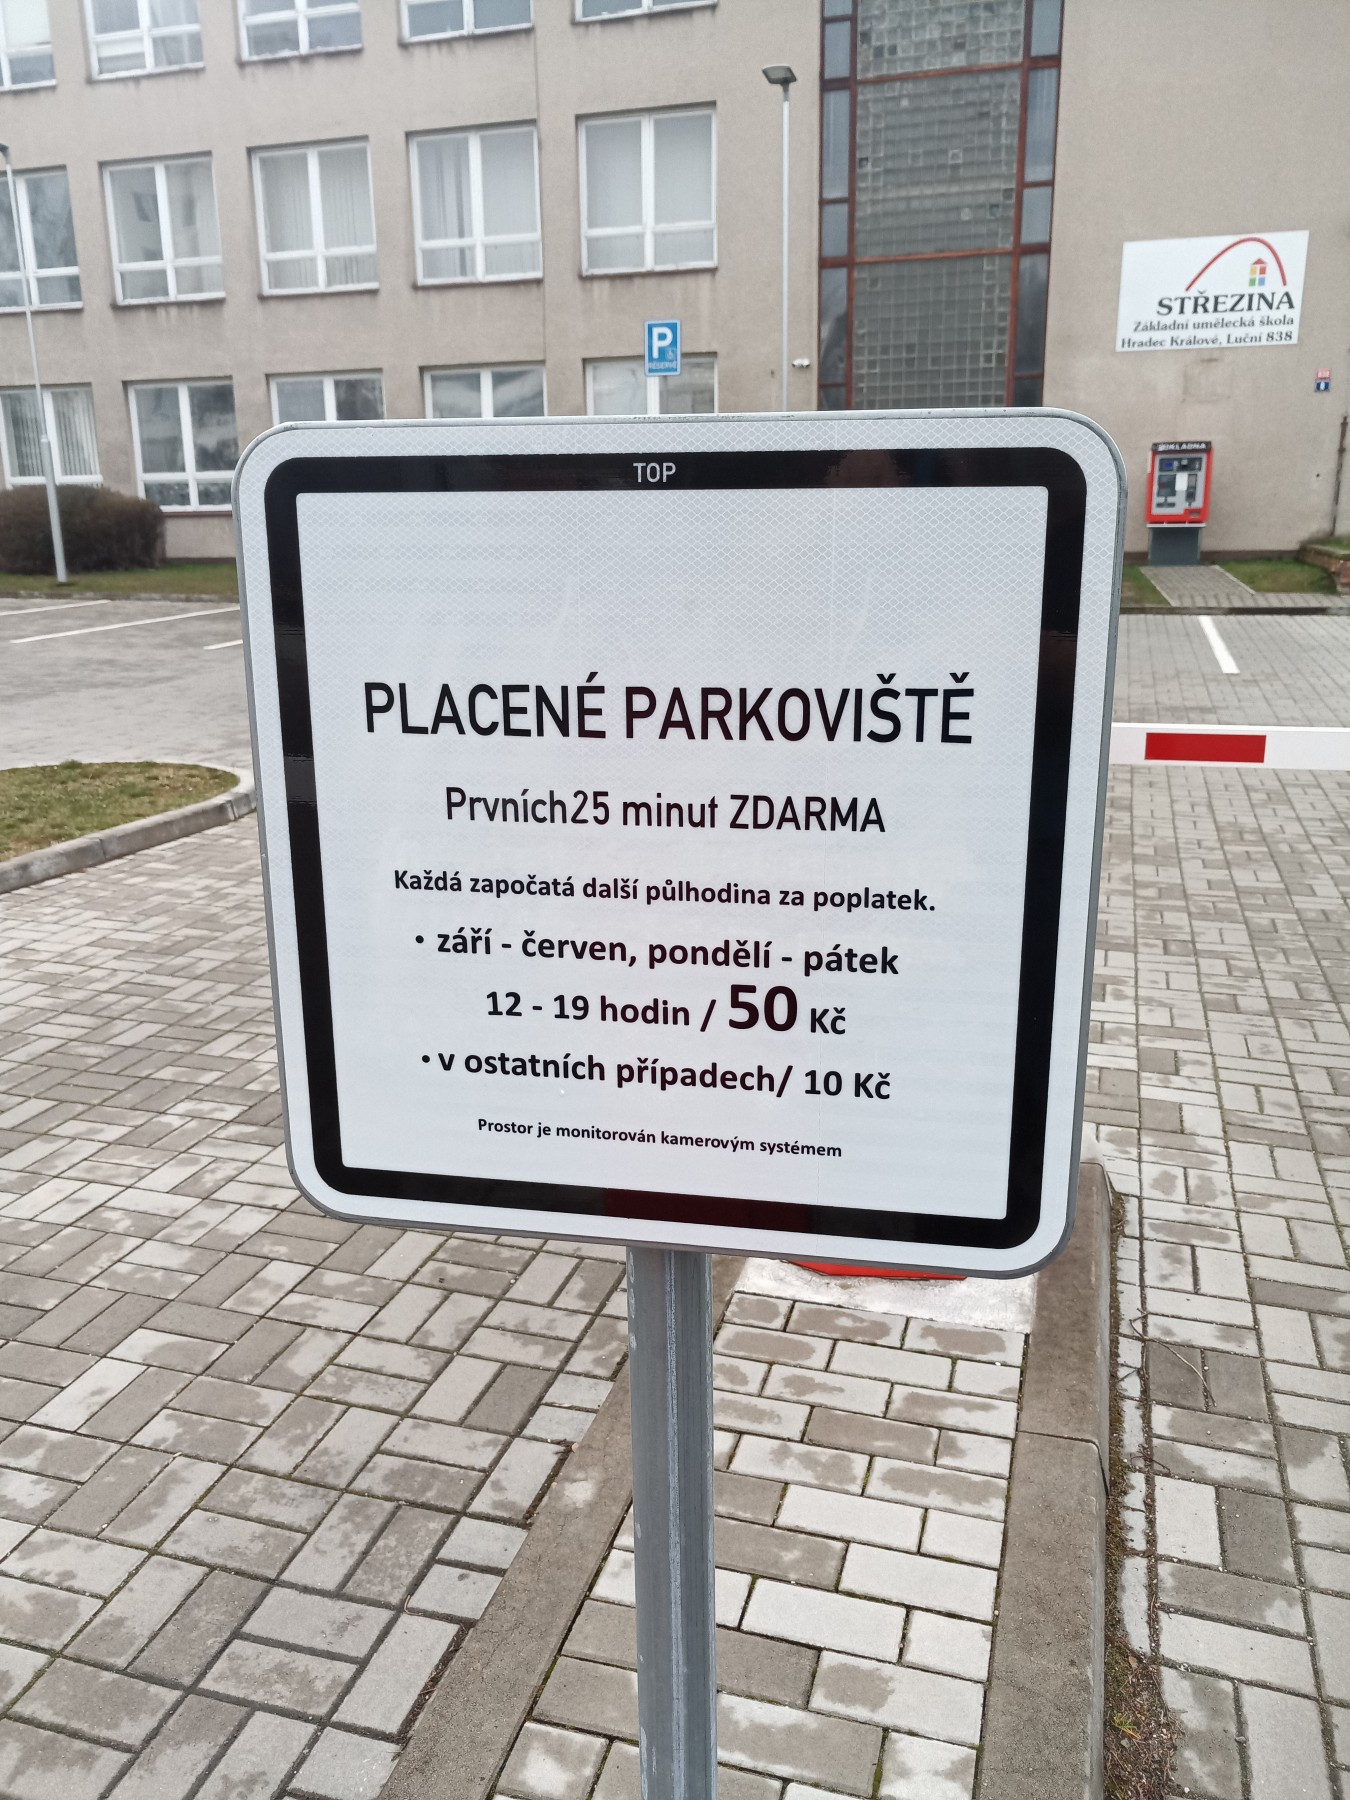 STŘEZINA
Základní umělecká škola
Hradec Králové, Luční 838
P
RESERVÉ
POKLADNA
TOP
PLACENÉ PARKOVIŠTĚ
Prvních25 minut ZDARMA
Každá započatá další půlhodina za poplatek.
• září - červen, pondělí - pátek
12 - 19 hodin / 50 Kč
• v ostatních případech/ 10 Kč
Prostor je monitorován kamerovým systémem